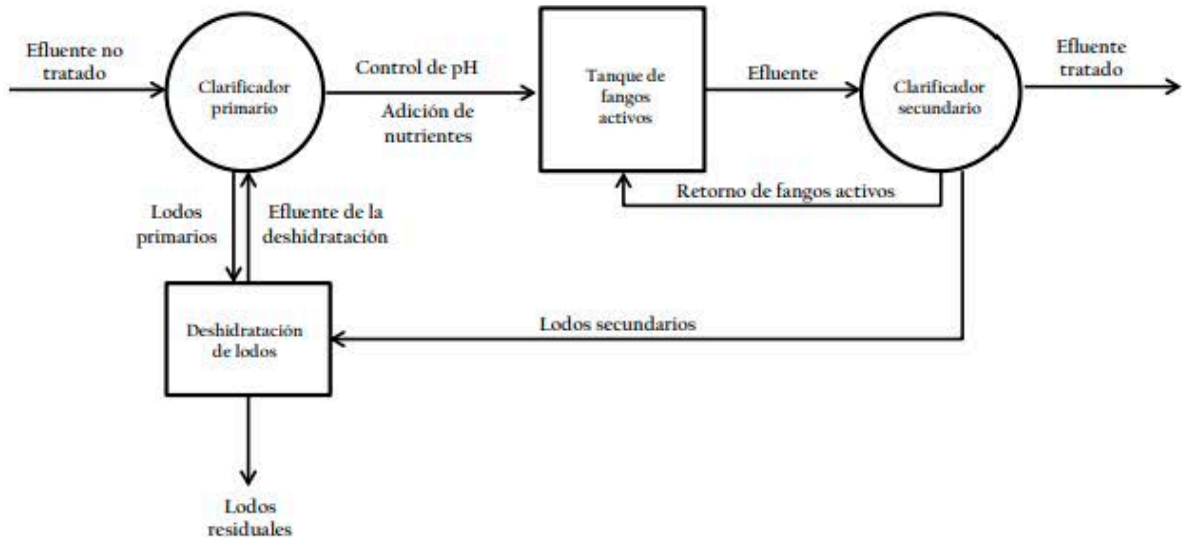 Efluente no
tratado
Clarificador
primario
Control de pH
Adición de
nutrientes
Tanque de
fangos
activos
Efluente
Clarificador
secundario
Efluente
tratado
Retorno de fangos activos
Lodos
primarios
Efluente de la
deshidratación
Lodos secundarios
Deshidratación
de lodos
Lodos
residuales